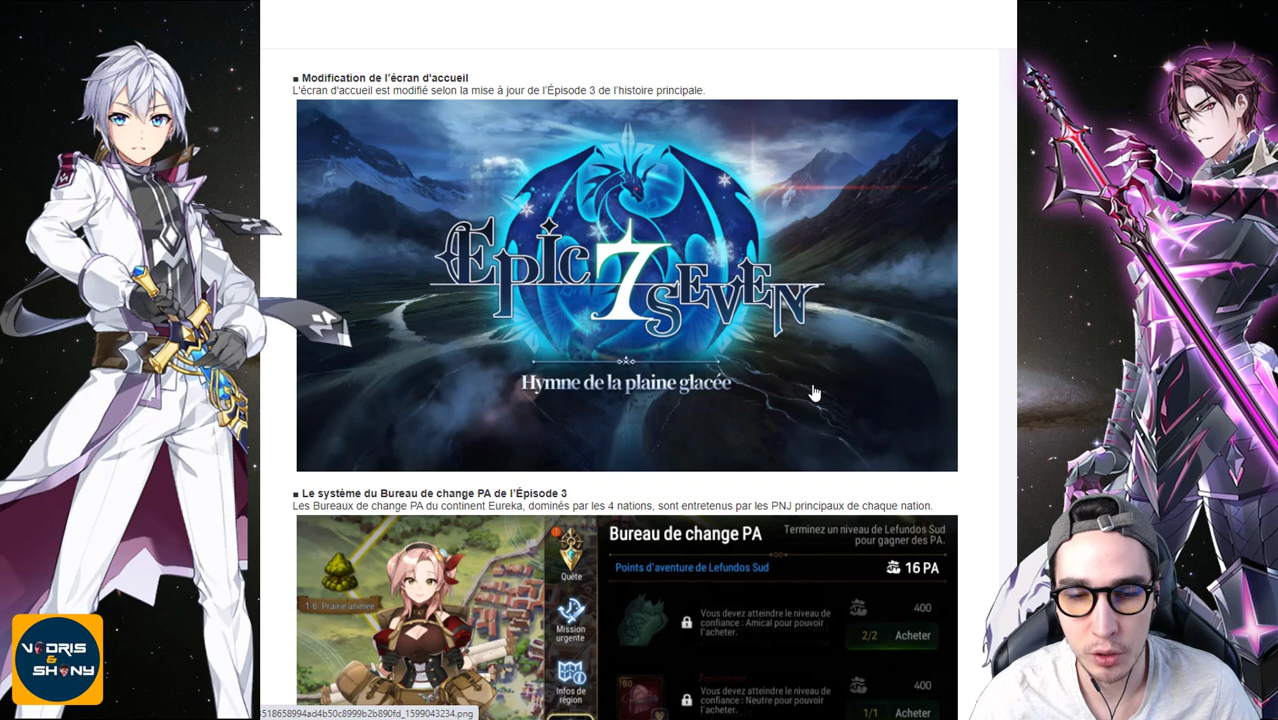 ■ Modification de l'écran d'accueil
L'écran d'accueil est modifié selon la mise à jour de l'Épisode 3 de l'histoire principale.
Epic 7 Seven
Hymne de la plaine glacée
■ Le système du Bureau de change PA de l'Épisode 3
Les Bureaux de change PA du continent Eureka, dominés par les 4 nations, sont entretenus par les PNJ principaux de chaque nation.
Bureau de change PA
Terminez un niveau de Lefundos Sud
pour gagner des PA.
Quête
Points d'aventure de Lefundos Sud
16 PA
1-6: Prairie animée
Mission
urgente
Vous devez atteindre le niveau de
confiance : Amical pour pouvoir
l'acheter.
400
2/2 Acheter
Infos de
région
80
Vous devez atteindre le niveau de
confiance : Neutre pour pouvoir
l'acheter.
400
1/1 Acheter
VODRIS
&
SHONY
518658994ad4b50c8999b2b890fd_1599043234.png